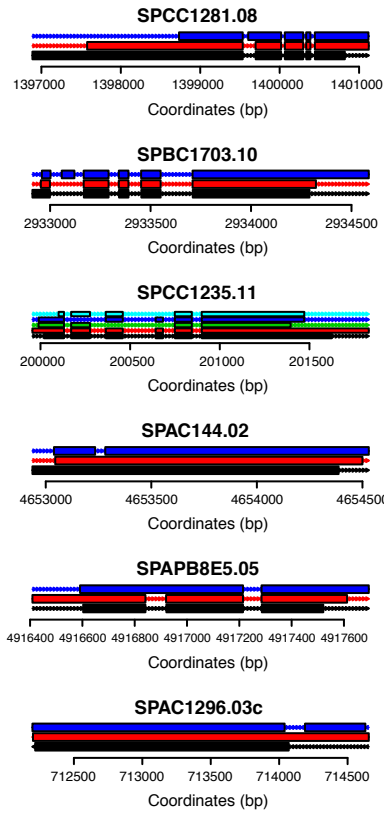 SPCC1281.08
1397000 1398000 1399000 1400000 1401000
Coordinates (bp)
SPBC1703.10
2933000 2933500 2934000 2934500
Coordinates (bp)
SPCC1235.11
200000 200500 201000 201500
Coordinates (bp)
SPAC144.02
4653000 4653500 4654000 4654500
Coordinates (bp)
SPAPB8E5.05
4916400 4916600 4916800 4917000 4917200 4917400 4917600
Coordinates (bp)
SPAC1296.03c
712500 713000 713500 714000 714500
Coordinates (bp)